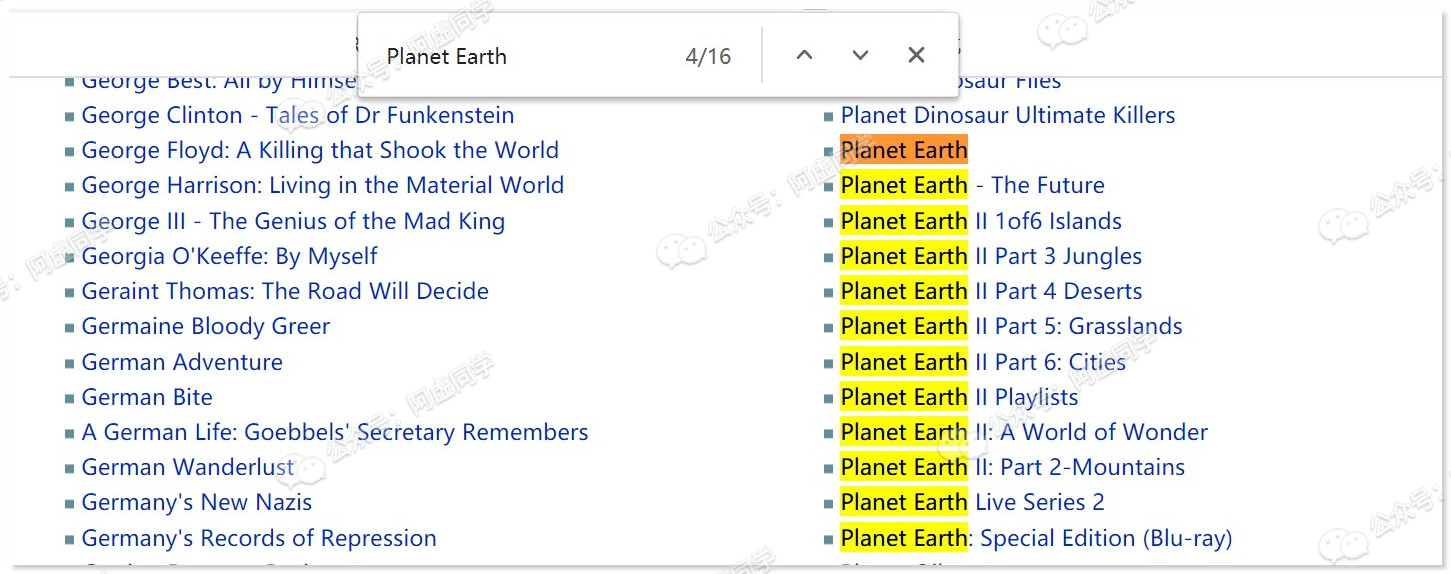 Planet Earth 4/16
George Best: All by Himse
George Clinton - Tales of Dr Funkenstein
George Floyd: A Killing that Shook the World
George Harrison: Living in the Material World
George III - The Genius of the Mad King
Georgia O'Keeffe: By Myself
Geraint Thomas: The Road Will Decide
Germaine Bloody Greer
German Adventure
German Bite
A German Life: Goebbels' Secretary Remembers
German Wanderlust
Germany's New Nazis
Germany's Records of Repression
osaur Files
Planet Dinosaur Ultimate Killers
Planet Earth
Planet Earth - The Future
Planet Earth II 1of6 Islands
Planet Earth II Part 3 Jungles
Planet Earth II Part 4 Deserts
Planet Earth II Part 5: Grasslands
Planet Earth II Part 6: Cities
Planet Earth II Playlists
Planet Earth II: A World of Wonder
Planet Earth II: Part 2-Mountains
Planet Earth Live Series 2
Planet Earth: Special Edition (Blu-ray)
公众号：阿虚同学